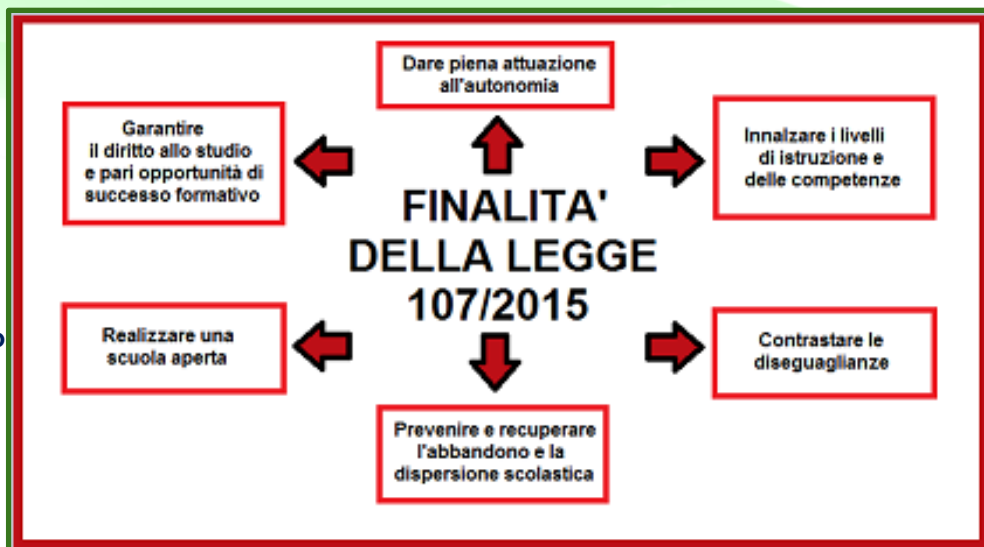 Dare piena attuazione
all'autonomia
Garantire
il diritto allo studio
e pari opportunità di
successo formativo
Innalzare i livelli
di istruzione e
delle competenze
FINALITA'
DELLA LEGGE
107/2015
Realizzare una
scuola aperta
Contrastare le
diseguaglianze
Prevenire e recuperare
l'abbandono e la
dispersione scolastica